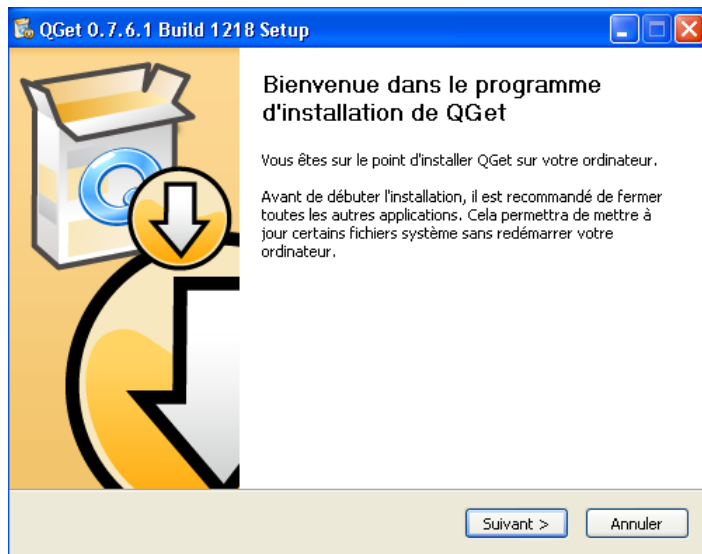 QGet 0.7.6.1 Build 1218 Setup
Bienvenue dans le programme
d'installation de QGet
Vous êtes sur le point d'installer QGet sur votre ordinateur.
Avant de débuter l'installation, il est recommandé de fermer
toutes les autres applications. Cela permettra de mettre à
jour certains fichiers système sans redémarrer votre
ordinateur.
Suivant >
Annuler